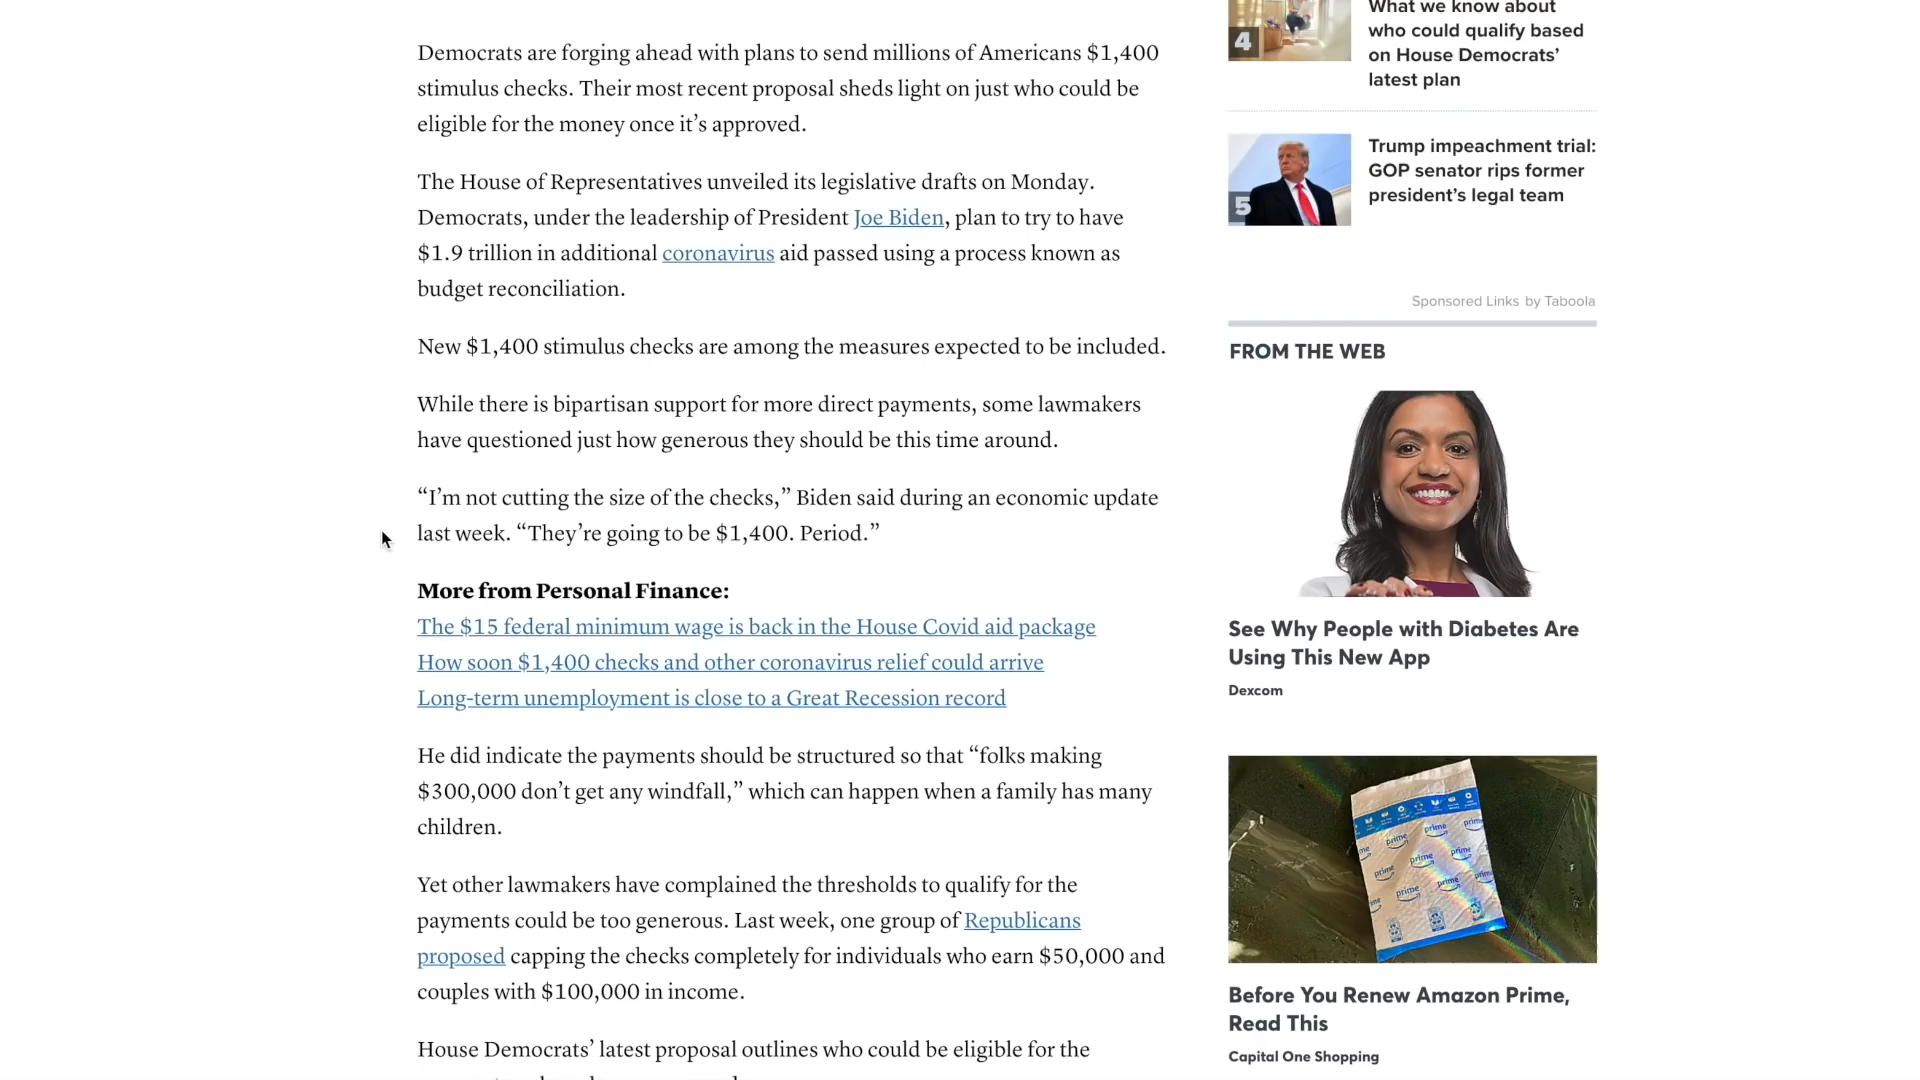 Democrats are forging ahead with plans to send millions of Americans $1,400
stimulus checks. Their most recent proposal sheds light on just who could be
eligible for the money once it’s approved.
The House of Representatives unveiled its legislative drafts on Monday.
Democrats, under the leadership of President Joe Biden, plan to try to have
$1.9 trillion in additional coronavirus aid passed using a process known as
budget reconciliation.
New $1,400 stimulus checks are among the measures expected to be included.
While there is bipartisan support for more direct payments, some lawmakers
have questioned just how generous they should be this time around.
“I’m not cutting the size of the checks,” Biden said during an economic update
last week. “They’re going to be $1,400. Period.”
More from Personal Finance:
The $15 federal minimum wage is back in the House Covid aid package
How soon $1,400 checks and other coronavirus relief could arrive
Long-term unemployment is close to a Great Recession record
He did indicate the payments should be structured so that “folks making
$300,000 don’t get any windfall,” which can happen when a family has many
children.
Yet other lawmakers have complained the thresholds to qualify for the
payments could be too generous. Last week, one group of Republicans
proposed capping the checks completely for individuals who earn $50,000 and
couples with $100,000 in income.
House Democrats’ latest proposal outlines who could be eligible for the
4
What we know about
who could qualify based
on House Democrats’
latest plan
5
Trump impeachment trial:
GOP senator rips former
president’s legal team
Sponsored Links by Taboola
FROM THE WEB
See Why People with Diabetes Are
Using This New App
Dexcom
prime
prime
prime
prime
prime
prime
prime
Before You Renew Amazon Prime,
Read This
Capital One Shopping